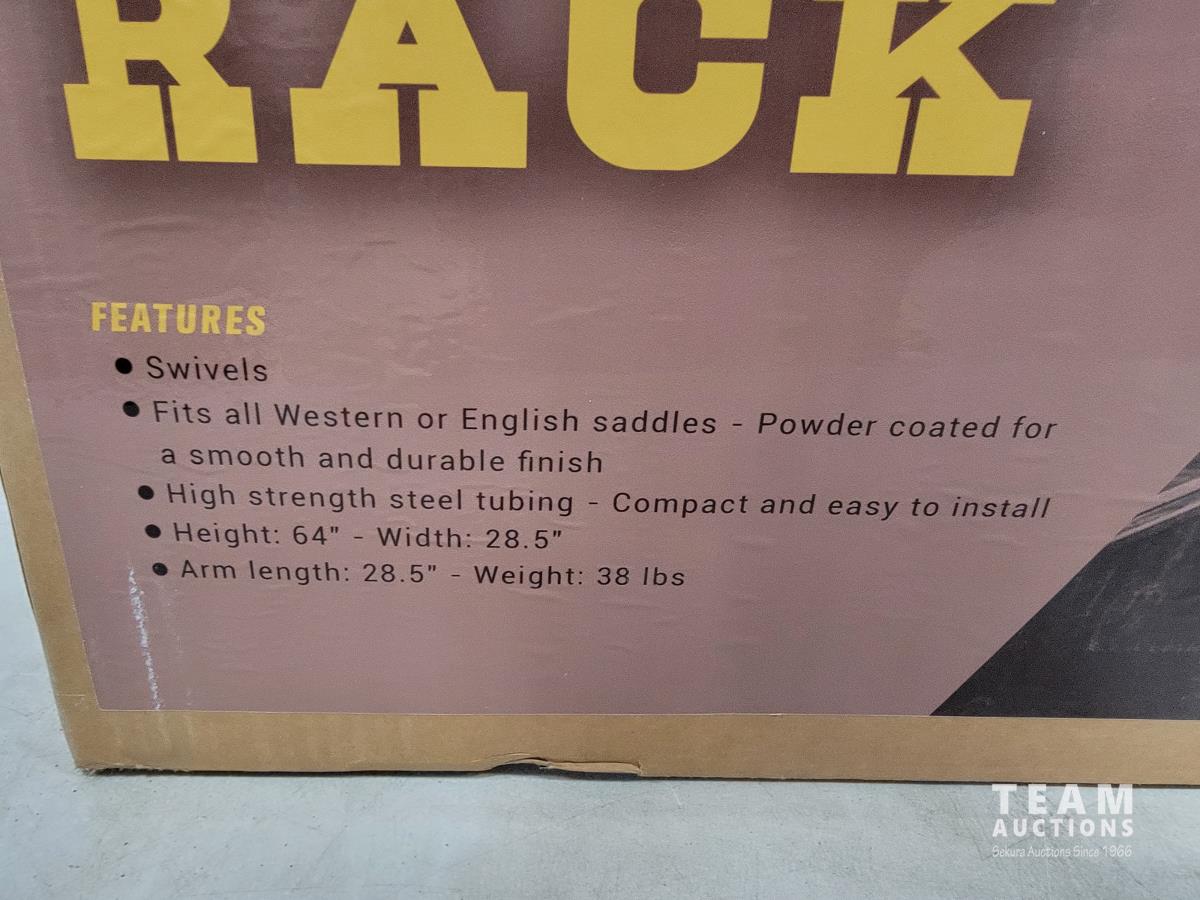 RACK
FEATURES
● Swivels
● Fits all Western or English saddles - Powder coated for
a smooth and durable finish
● High strength steel tubing - Compact and easy to install
● Height: 64" - Width: 28.5"
● Arm length: 28.5" - Weight: 38 lbs
TEAM
AUCTIONS
Sekura Auctions Since 1966